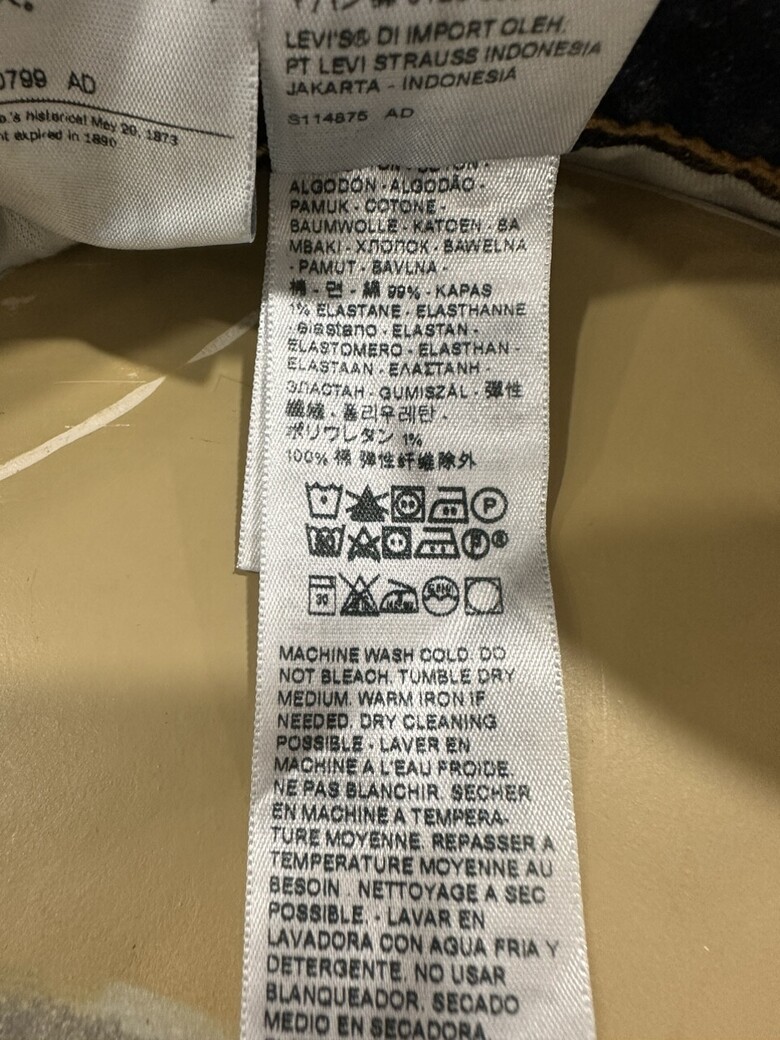 0799 AD
.'s historical May 20, 1873
t expired in 1890
LEVI'S® DI IMPORT OLEH:
PT LEVI STRAUSS INDONESIA
JAKARTA - INDONESIA
S114875 AD
ALGODÓN - ALGODÃO -
PAMUK - COTONE -
BAUMWOLLE - KATOEN - BA
MBAKI - ХЛОПОК - BAWEŁNA
- PAMUT - BAVLNA -
棉 - 면 - 綿 99% - KAPAS
1% ELASTANE - ELASTHANNE
- elastano - ELASTAN -
ELASTOMERO - ELASTHAN -
ELASTAAN - ΕΛΑΣΤΑΝΗ -
ЭЛАСТАН - GUMISZÁL - 彈性
纖維 - 폴리우레탄 -
ポリウレタン 1%
100% 棉 弹性纤维除外
P
30
MACHINE WASH COLD. DO
NOT BLEACH. TUMBLE DRY
MEDIUM. WARM IRON IF
NEEDED. DRY CLEANING
POSSIBLE - LAVER EN
MACHINE A L'EAU FROIDE.
NE PAS BLANCHIR. SECHER
EN MACHINE A TEMPERA-
TURE MOYENNE. REPASSER A
TEMPERATURE MOYENNE AU
BESOIN . NETTOYAGE A SEC
POSSIBLE. - LAVAR EN
LAVADORA CON AGUA FRIA Y
DETERGENTE. NO USAR
BLANQUEADOR. SECADO
MEDIO EN SECADORA.